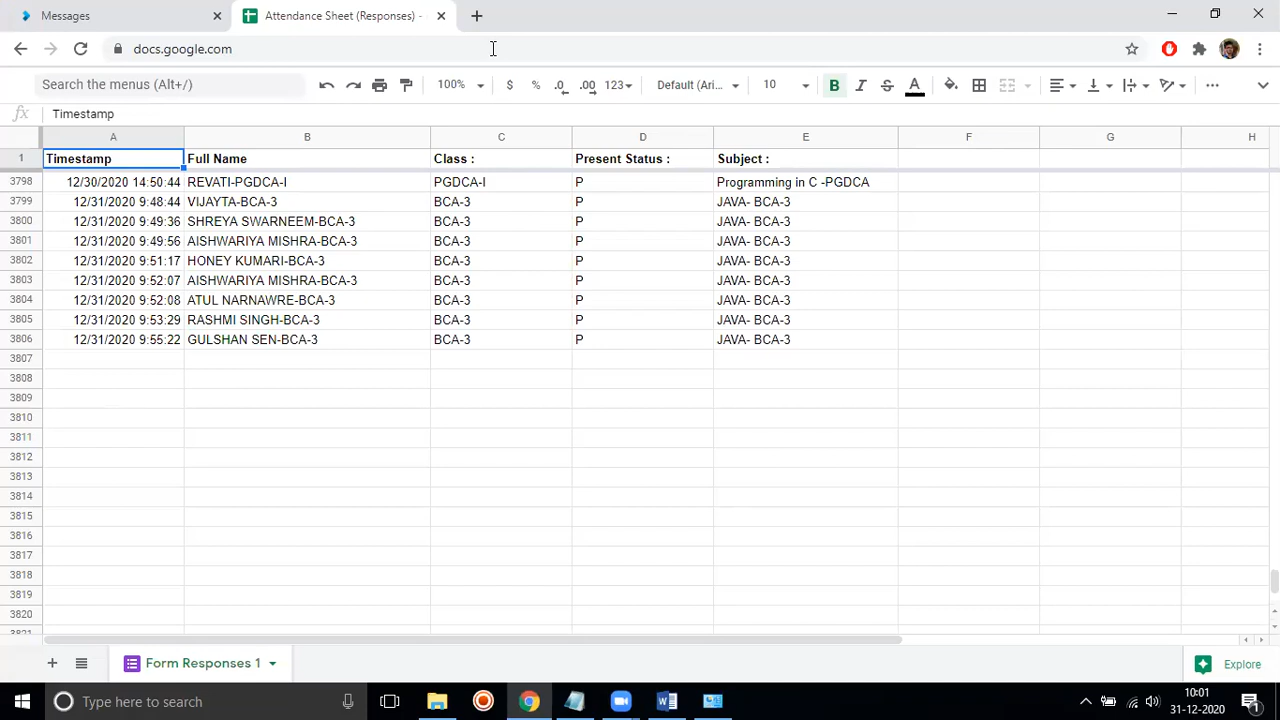 Messages
Attendance Sheet (Responses) -
docs.google.com
Search the menus (Alt+/) 100% $ % .0 .00 123 Default (Ari... 10 B I S A
fx Timestamp
A B C D E F G H
1 Timestamp Full Name Class : Present Status : Subject :
3798 12/30/2020 14:50:44 REVATI-PGDCA-I PGDCA-I P Programming in C -PGDCA
3799 12/31/2020 9:48:44 VIJAYTA-BCA-3 BCA-3 P JAVA- BCA-3
3800 12/31/2020 9:49:36 SHREYA SWARNEEM-BCA-3 BCA-3 P JAVA- BCA-3
3801 12/31/2020 9:49:56 AISHWARIYA MISHRA-BCA-3 BCA-3 P JAVA- BCA-3
3802 12/31/2020 9:51:17 HONEY KUMARI-BCA-3 BCA-3 P JAVA- BCA-3
3803 12/31/2020 9:52:07 AISHWARIYA MISHRA-BCA-3 BCA-3 P JAVA- BCA-3
3804 12/31/2020 9:52:08 ATUL NARNAWRE-BCA-3 BCA-3 P JAVA- BCA-3
3805 12/31/2020 9:53:29 RASHMI SINGH-BCA-3 BCA-3 P JAVA- BCA-3
3806 12/31/2020 9:55:22 GULSHAN SEN-BCA-3 BCA-3 P JAVA- BCA-3
3807
3808
3809
3810
3811
3812
3813
3814
3815
3816
3817
3818
3819
3820
3821
Form Responses 1 Explore
Type here to search
10:01
31-12-2020
1